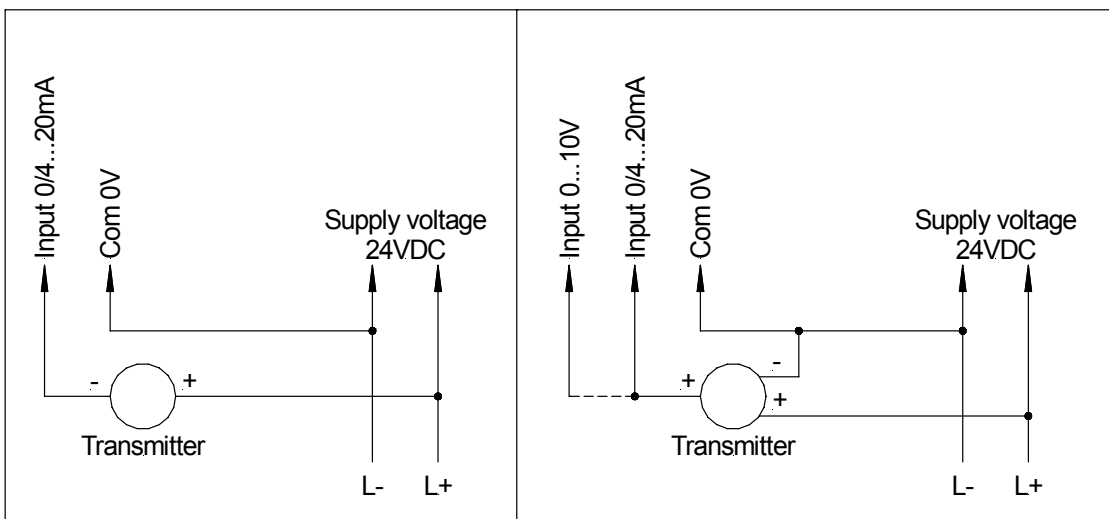 Input 0/4...20mA
Com 0V
Supply voltage
24VDC
-
+
Transmitter
L-
L+
Input 0...10V
Input 0/4...20mA
Com 0V
Supply voltage
24VDC
-
+
+
Transmitter
L-
L+